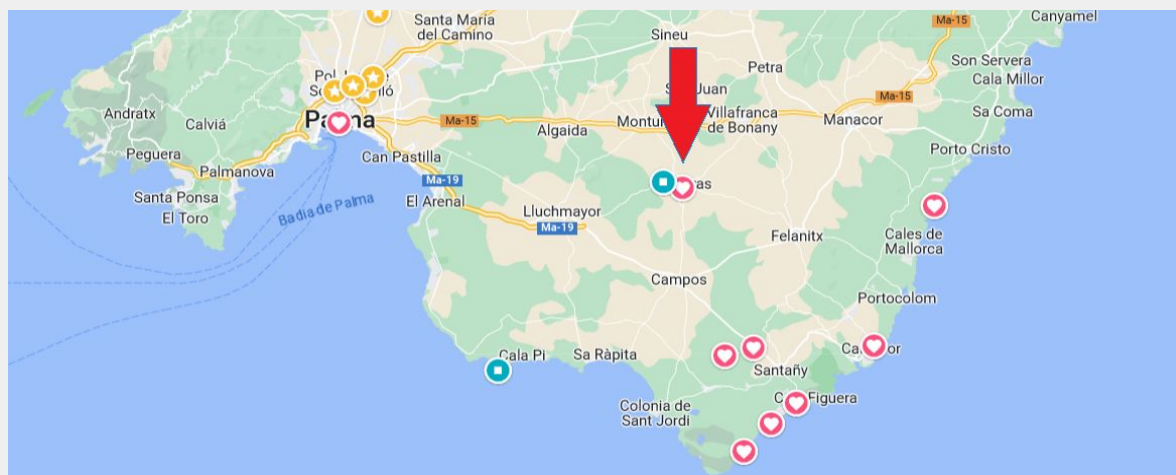 Canyamel
Santa María
del Camino
Ma-15
Sineu
Son Servera
Cala Millor
Petra
Ma-15
Andratx
Calviá
Palma
Ma-15
Algaida
Villafranca
de Bonany
Manacor
Sa Coma
Peguera
Can Pastilla
Porto Cristo
Palmanova
Ma-19
Santa Ponsa
El Toro
Badia de Palma
El Arenal
Lluchmayor
Ma-19
Felanitx
Cales de
Mallorca
Campos
Portocolom
Cala Pi
Sa Ràpita
Santañy
Figuera
Colonia de
Sant Jordi